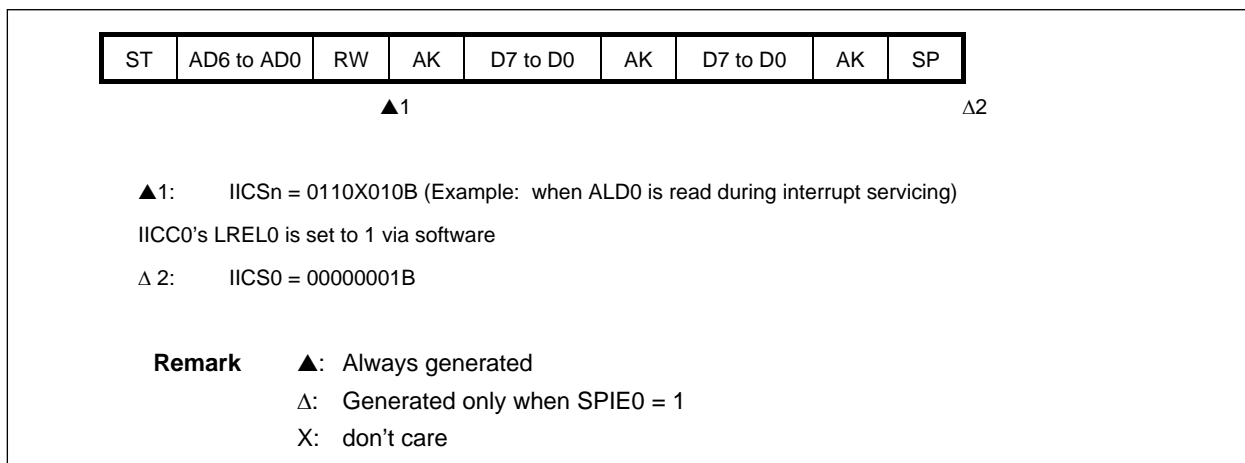 ST AD6 to AD0 RW AK D7 to D0 AK D7 to D0 AK SP
▲1 Δ2
▲1: IICSn = 0110X010B (Example: when ALD0 is read during interrupt servicing)
IICC0's LREL0 is set to 1 via software
Δ 2: IICS0 = 00000001B
Remark ▲: Always generated
Δ: Generated only when SPIE0 = 1
X: don't care